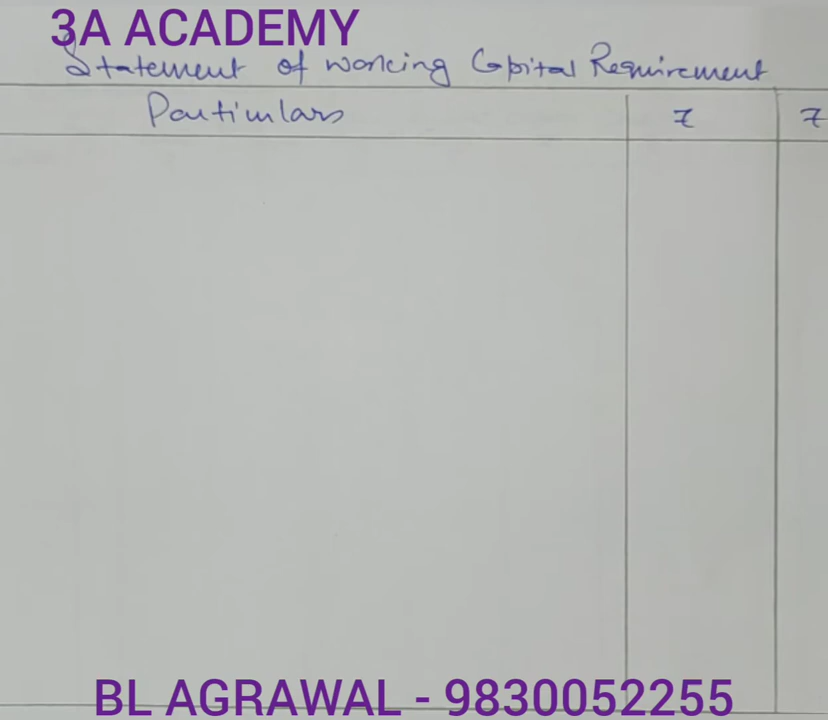 3A ACADEMY
Statement of Working Capital Requirement
Particulars ₹ ₹
BL AGRAWAL - 9830052255